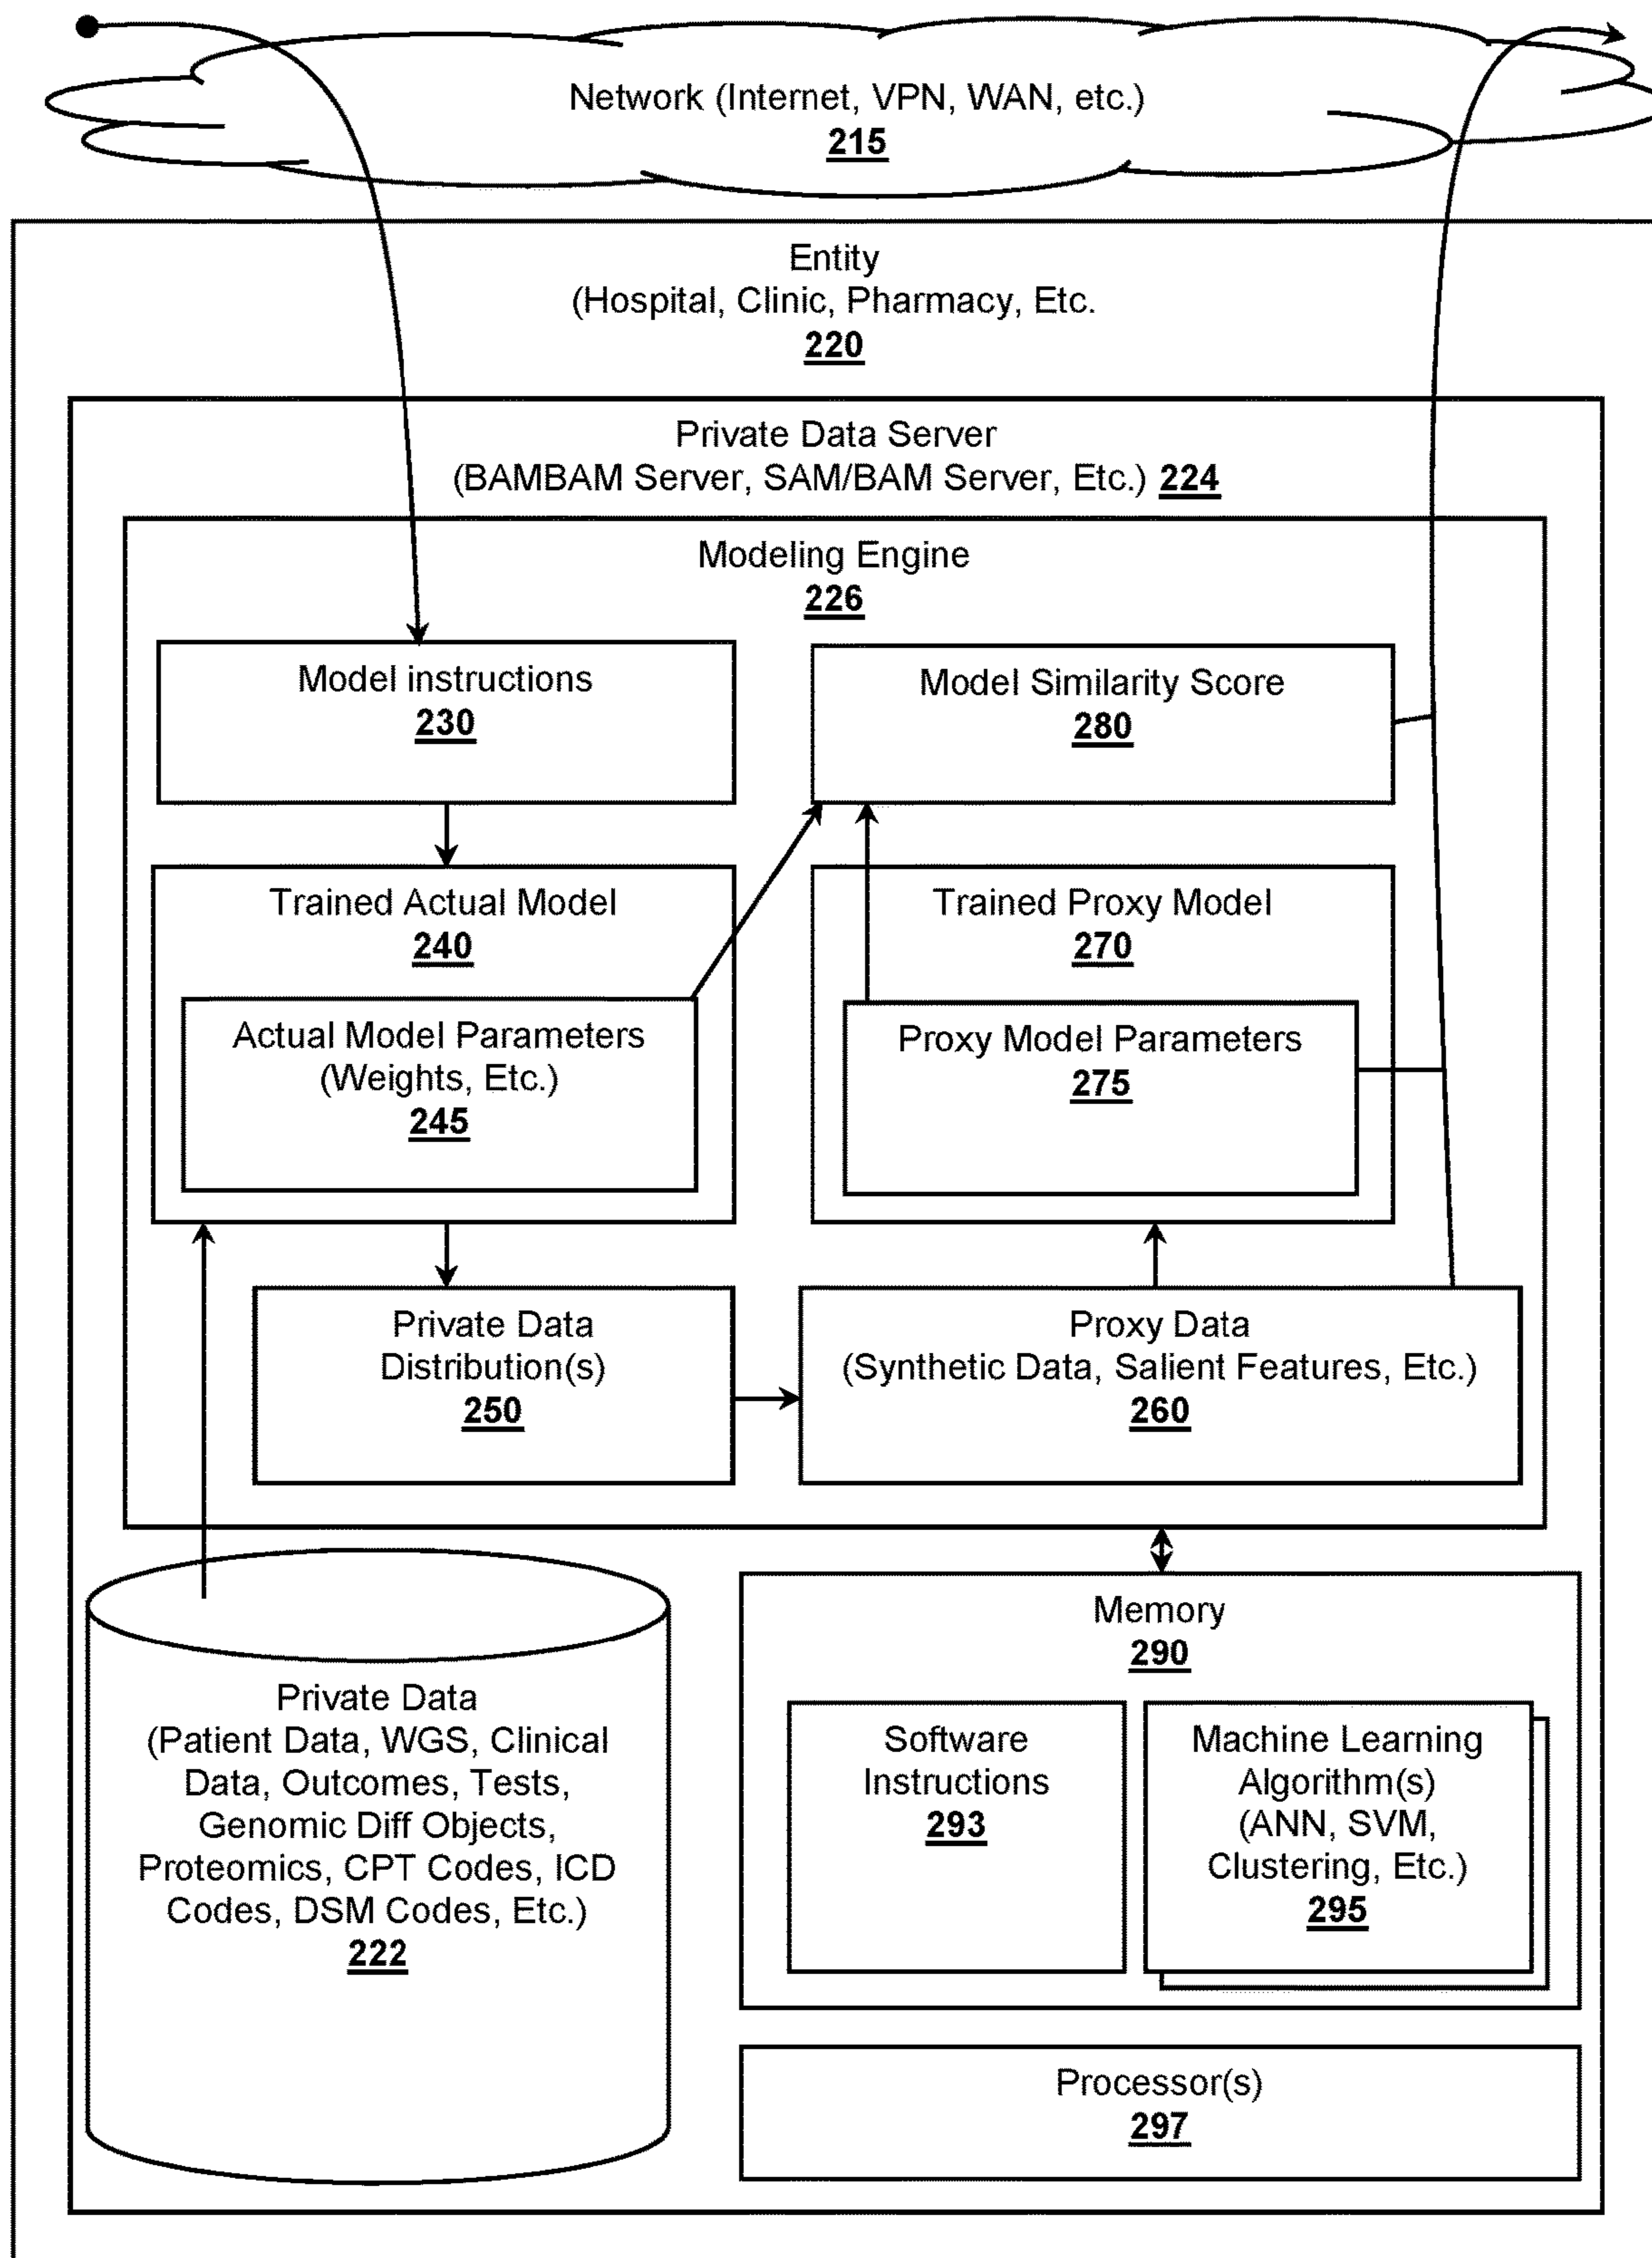 Network (Internet, VPN, WAN, etc.)
215
Entity
(Hospital, Clinic, Pharmacy, Etc.
220
Private Data Server
(BAMBAM Server, SAM/BAM Server, Etc.) 224
Modeling Engine
226
Model instructions
230
Model Similarity Score
280
Trained Actual Model
240
Actual Model Parameters
(Weights, Etc.)
245
Trained Proxy Model
270
Proxy Model Parameters
275
Private Data
Distribution(s)
250
Proxy Data
(Synthetic Data, Salient Features, Etc.)
260
Private Data
(Patient Data, WGS, Clinical
Data, Outcomes, Tests,
Genomic Diff Objects,
Proteomics, CPT Codes, ICD
Codes, DSM Codes, Etc.)
222
Memory
290
Software
Instructions
293
Machine Learning
Algorithm(s)
(ANN, SVM,
Clustering, Etc.)
295
Processor(s)
297